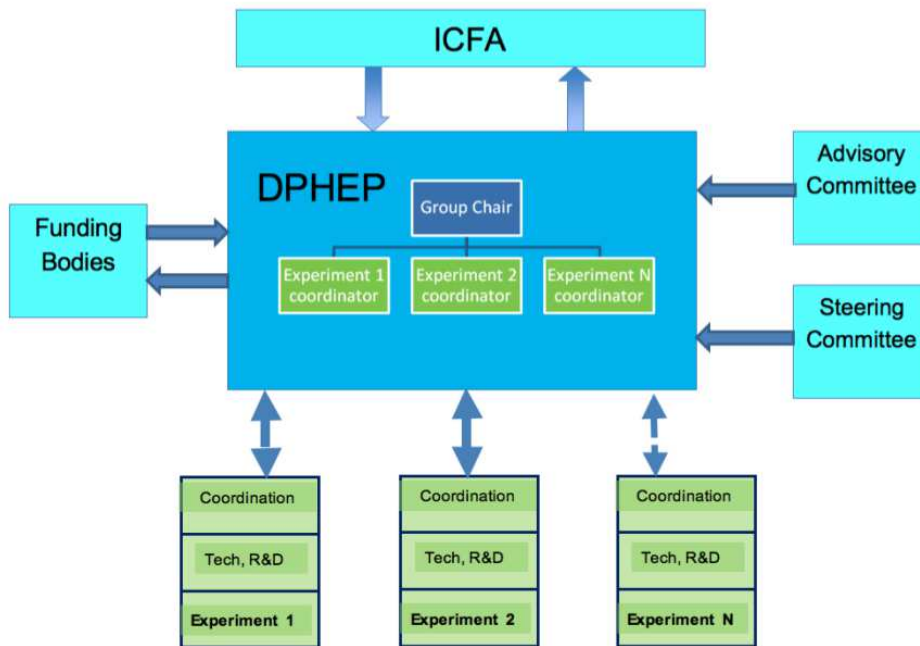 ICFA
DPHEP
Group Chair
Experiment 1
coordinator
Experiment 2
coordinator
Experiment N
coordinator
Funding
Bodies
Advisory
Committee
Steering
Committee
Coordination
Tech, R&D
Experiment 1
Coordination
Tech, R&D
Experiment 2
Coordination
Tech, R&D
Experiment N